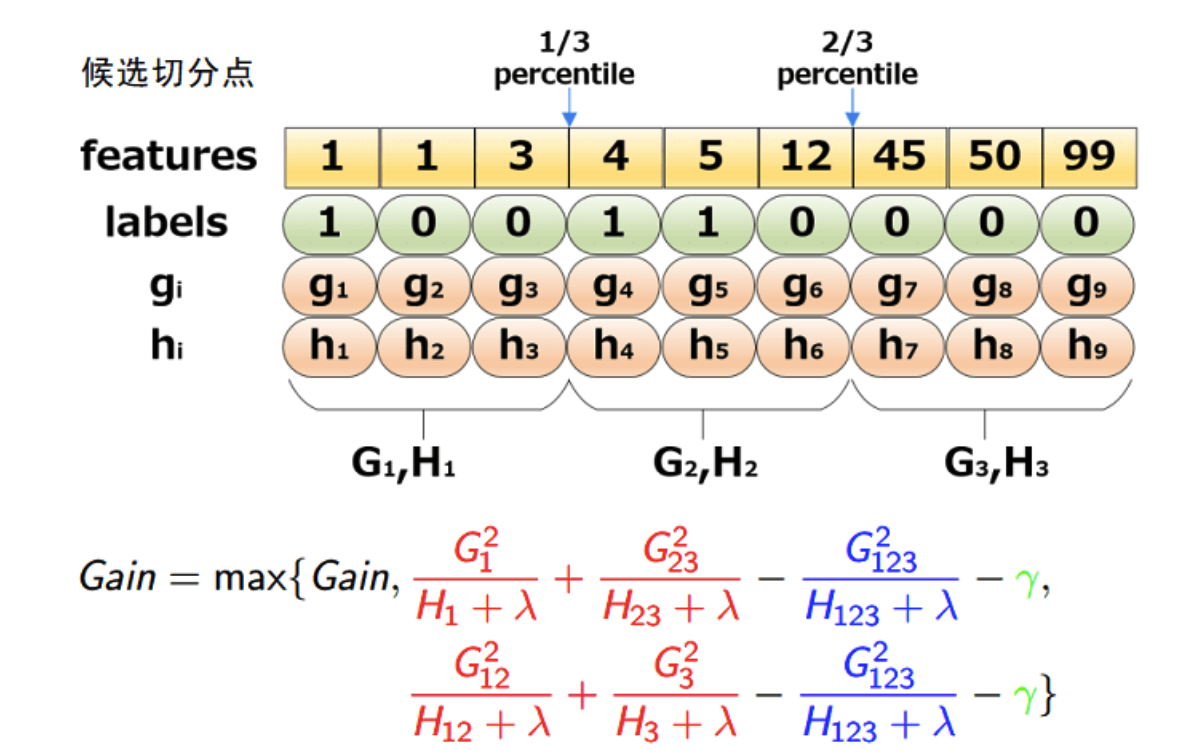 1/3 2/3
候选切分点 percentile percentile
features 1 1 3 4 5 12 45 50 99
labels 1 0 0 1 1 0 0 0 0
gi g1 g2 g3 g4 g5 g6 g7 g8 g9
hi h1 h2 h3 h4 h5 h6 h7 h8 h9
G1,H1 G2,H2 G3,H3
Gain = max{Gain, G₁²/(H₁ + λ) + G₂₃²/(H₂₃ + λ) − G₁₂₃²/(H₁₂₃ + λ) − γ,
G₁₂²/(H₁₂ + λ) + G₃²/(H₃ + λ) − G₁₂₃²/(H₁₂₃ + λ) − γ}